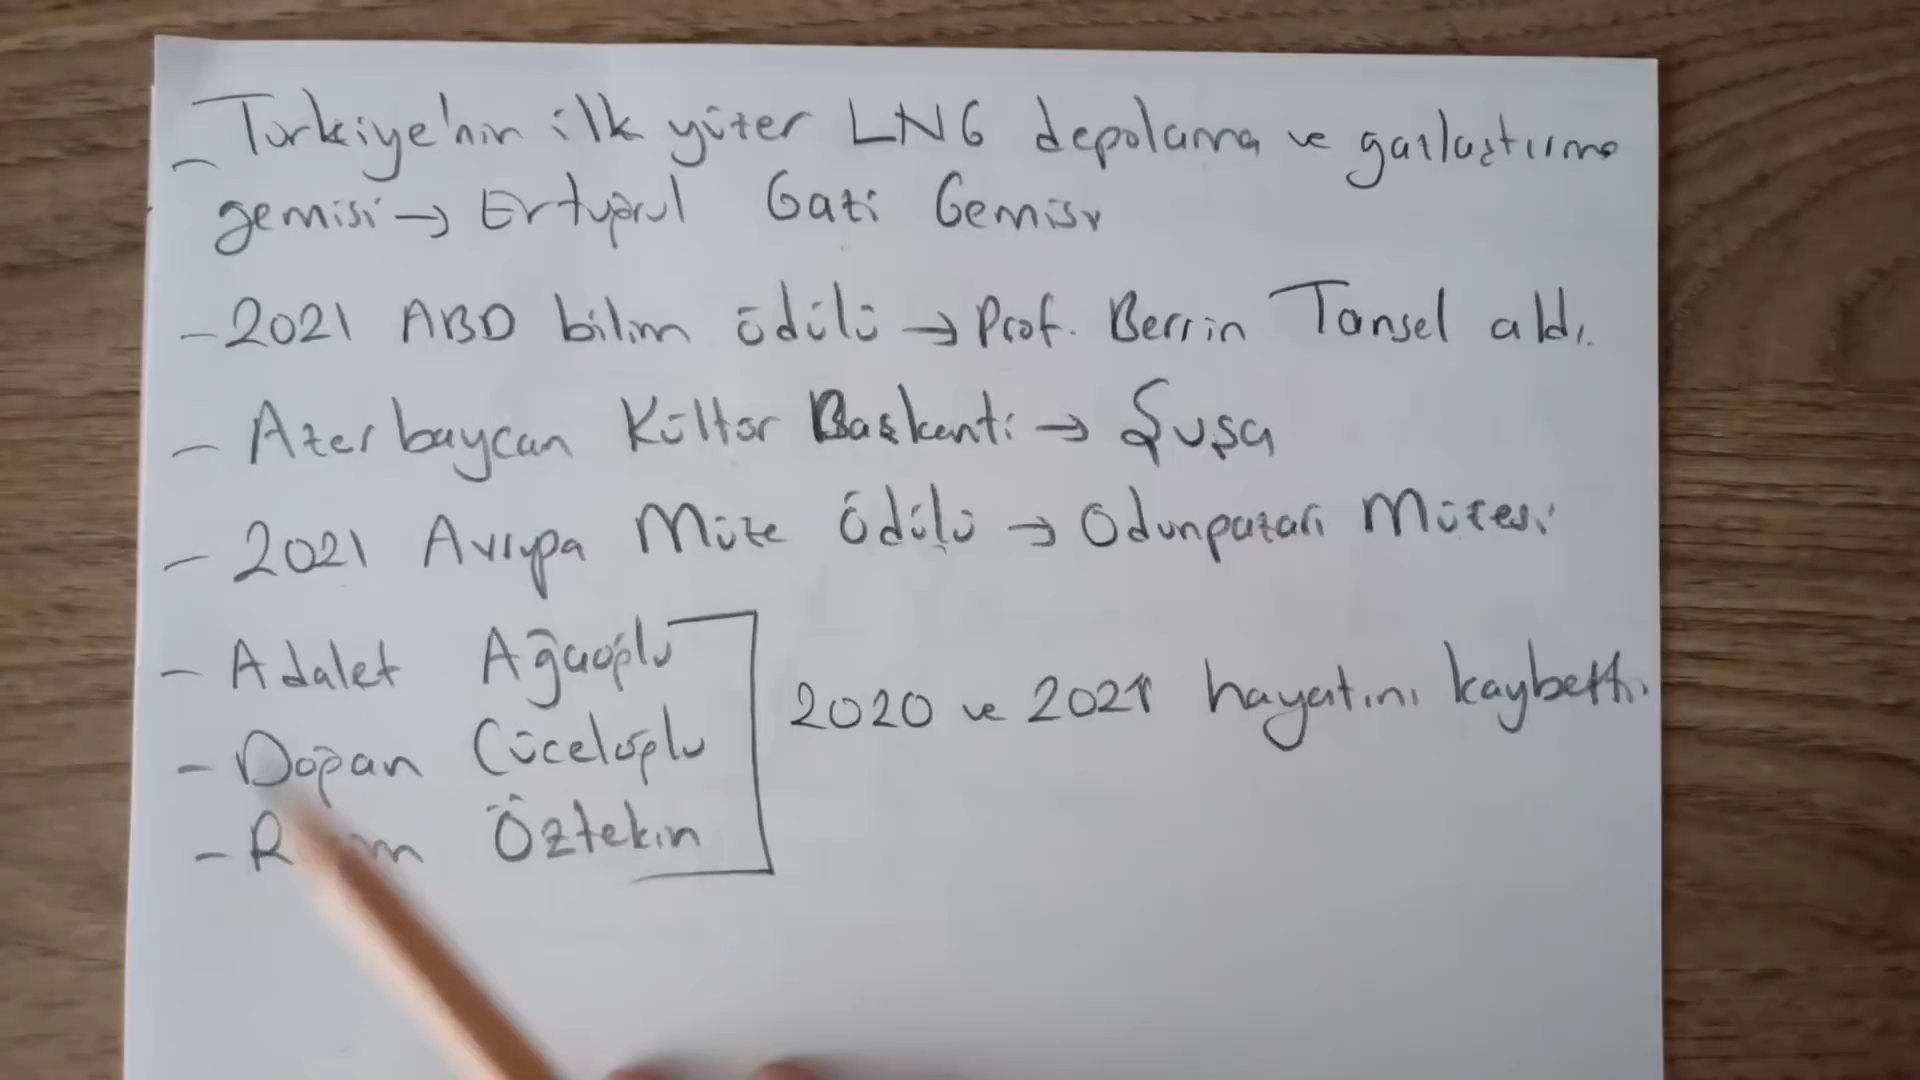 - Türkiye'nin ilk yüzer LNG depolama ve gazlaştırma
gemisi → Ertuğrul Gazi Gemisi
- 2021 ABD bilim ödülü → Prof. Berrin Tansel aldı.
- Azerbaycan Kültür Başkenti → Şuşa
- 2021 Avrupa Müze Ödülü → Odunpazarı Müzesi
- Adalet Ağaoğlu
2020 ve 2021 hayatını kaybetti.
- Doğan Cüceloğlu
- Öztekin